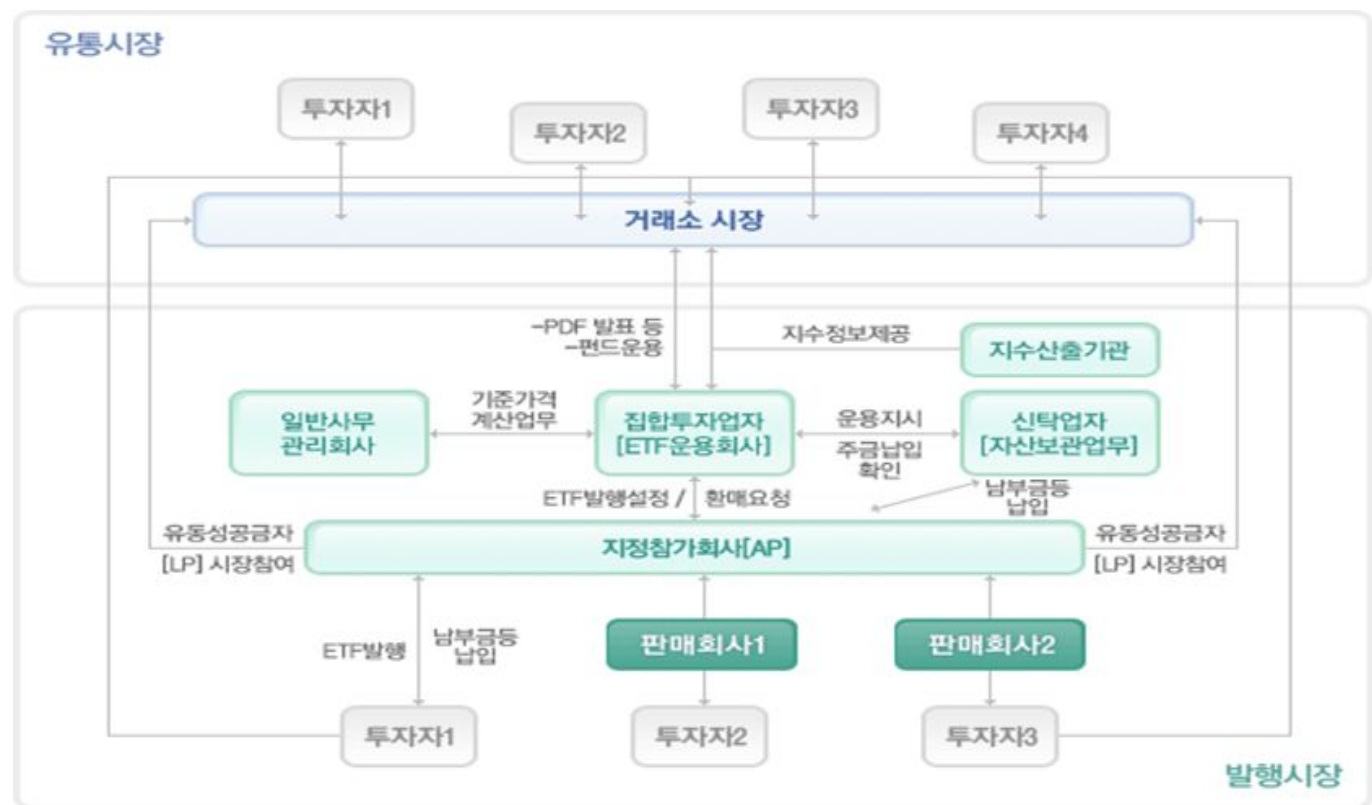 유통시장
투자자1
투자자2
투자자3
투자자4
거래소 시장
-PDF 발표 등
-펀드운용
지수정보제공
지수산출기관
일반사무
관리회사
기준가격
계산업무
집합투자업자
[ETF운용회사]
운용지시
주금납입
확인
신탁업자
[자산보관업무]
ETF발행설정 / 환매요청
남부금등
납입
유동성공급자
[LP] 시장참여
지정참가회사[AP]
유동성공급자
[LP] 시장참여
ETF발행
남부금등
납입
판매회사1
판매회사2
투자자1
투자자2
투자자3
발행시장